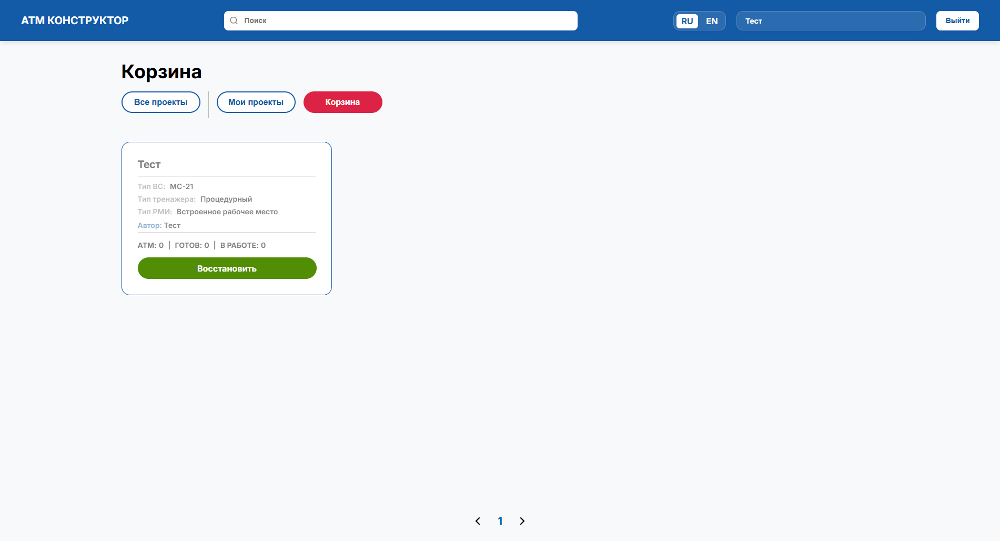 АТМ КОНСТРУКТОР
Поиск
RU EN
Тест
Выйти
Корзина
Все проекты
Мои проекты
Корзина
Тест
Тип ВС: МС-21
Тип тренажера: Процедурный
Тип РМИ: Встроенное рабочее место
Автор: Тест
АТМ: 0 | ГОТОВ: 0 | В РАБОТЕ: 0
Восстановить
1